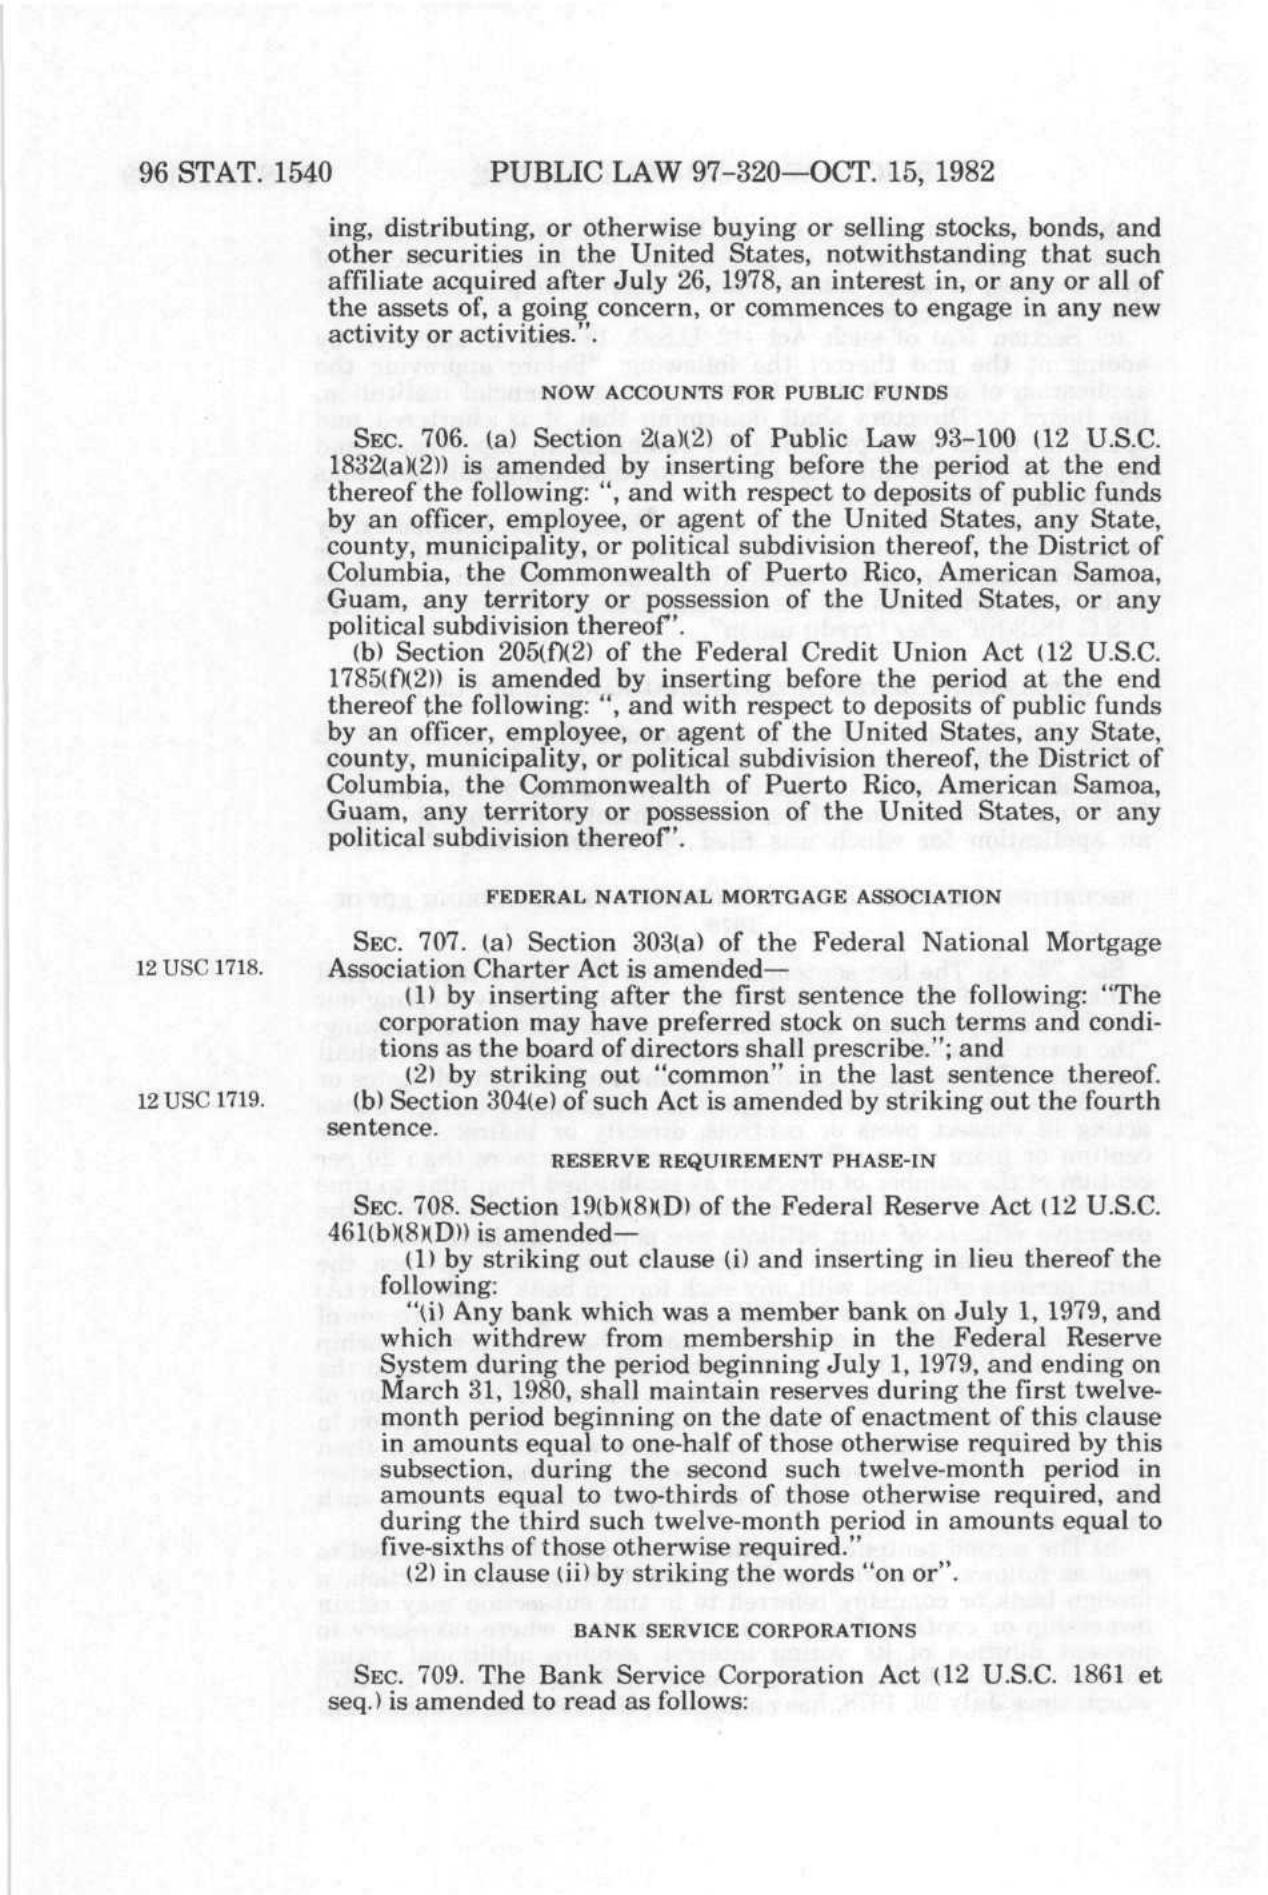 96 STAT. 1540 PUBLIC LAW 97-320—OCT. 15, 1982
ing, distributing, or otherwise buying or selling stocks, bonds, and
other securities in the United States, notwithstanding that such
affiliate acquired after July 26, 1978, an interest in, or any or all of
the assets of, a going concern, or commences to engage in any new
activity or activities.”.
NOW ACCOUNTS FOR PUBLIC FUNDS
SEC. 706. (a) Section 2(a)(2) of Public Law 93-100 (12 U.S.C.
1832(a)(2)) is amended by inserting before the period at the end
thereof the following: “, and with respect to deposits of public funds
by an officer, employee, or agent of the United States, any State,
county, municipality, or political subdivision thereof, the District of
Columbia, the Commonwealth of Puerto Rico, American Samoa,
Guam, any territory or possession of the United States, or any
political subdivision thereof”.
(b) Section 205(f)(2) of the Federal Credit Union Act (12 U.S.C.
1785(f)(2)) is amended by inserting before the period at the end
thereof the following: “, and with respect to deposits of public funds
by an officer, employee, or agent of the United States, any State,
county, municipality, or political subdivision thereof, the District of
Columbia, the Commonwealth of Puerto Rico, American Samoa,
Guam, any territory or possession of the United States, or any
political subdivision thereof”.
FEDERAL NATIONAL MORTGAGE ASSOCIATION
SEC. 707. (a) Section 303(a) of the Federal National Mortgage
12 USC 1718. Association Charter Act is amended—
(1) by inserting after the first sentence the following: “The
corporation may have preferred stock on such terms and condi-
tions as the board of directors shall prescribe.”; and
(2) by striking out “common” in the last sentence thereof.
12 USC 1719. (b) Section 304(e) of such Act is amended by striking out the fourth
sentence.
RESERVE REQUIREMENT PHASE-IN
SEC. 708. Section 19(b)(8)(D) of the Federal Reserve Act (12 U.S.C.
461(b)(8)(D)) is amended—
(1) by striking out clause (i) and inserting in lieu thereof the
following:
“(i) Any bank which was a member bank on July 1, 1979, and
which withdrew from membership in the Federal Reserve
System during the period beginning July 1, 1979, and ending on
March 31, 1980, shall maintain reserves during the first twelve-
month period beginning on the date of enactment of this clause
in amounts equal to one-half of those otherwise required by this
subsection, during the second such twelve-month period in
amounts equal to two-thirds of those otherwise required, and
during the third such twelve-month period in amounts equal to
five-sixths of those otherwise required.”
(2) in clause (ii) by striking the words “on or”.
BANK SERVICE CORPORATIONS
SEC. 709. The Bank Service Corporation Act (12 U.S.C. 1861 et
seq.) is amended to read as follows: